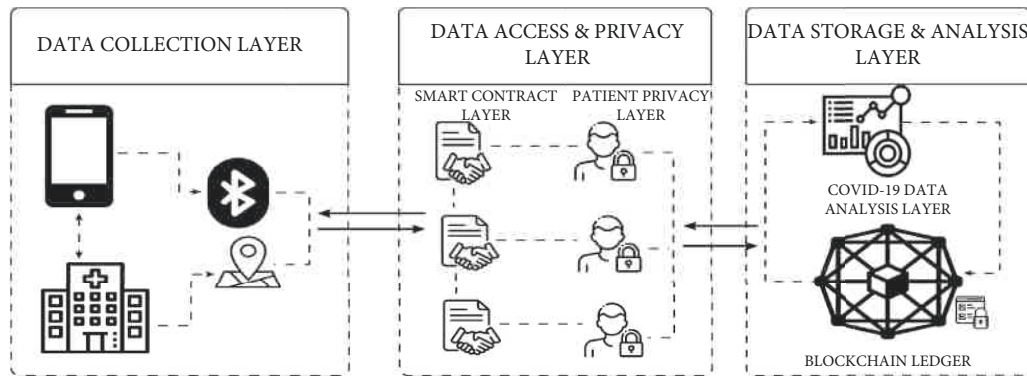 DATA COLLECTION LAYER
DATA ACCESS & PRIVACY
LAYER
DATA STORAGE & ANALYSIS
LAYER
SMART CONTRACT
LAYER
PATIENT PRIVACY
LAYER
COVID-19 DATA
ANALYSIS LAYER
BLOCKCHAIN LEDGER